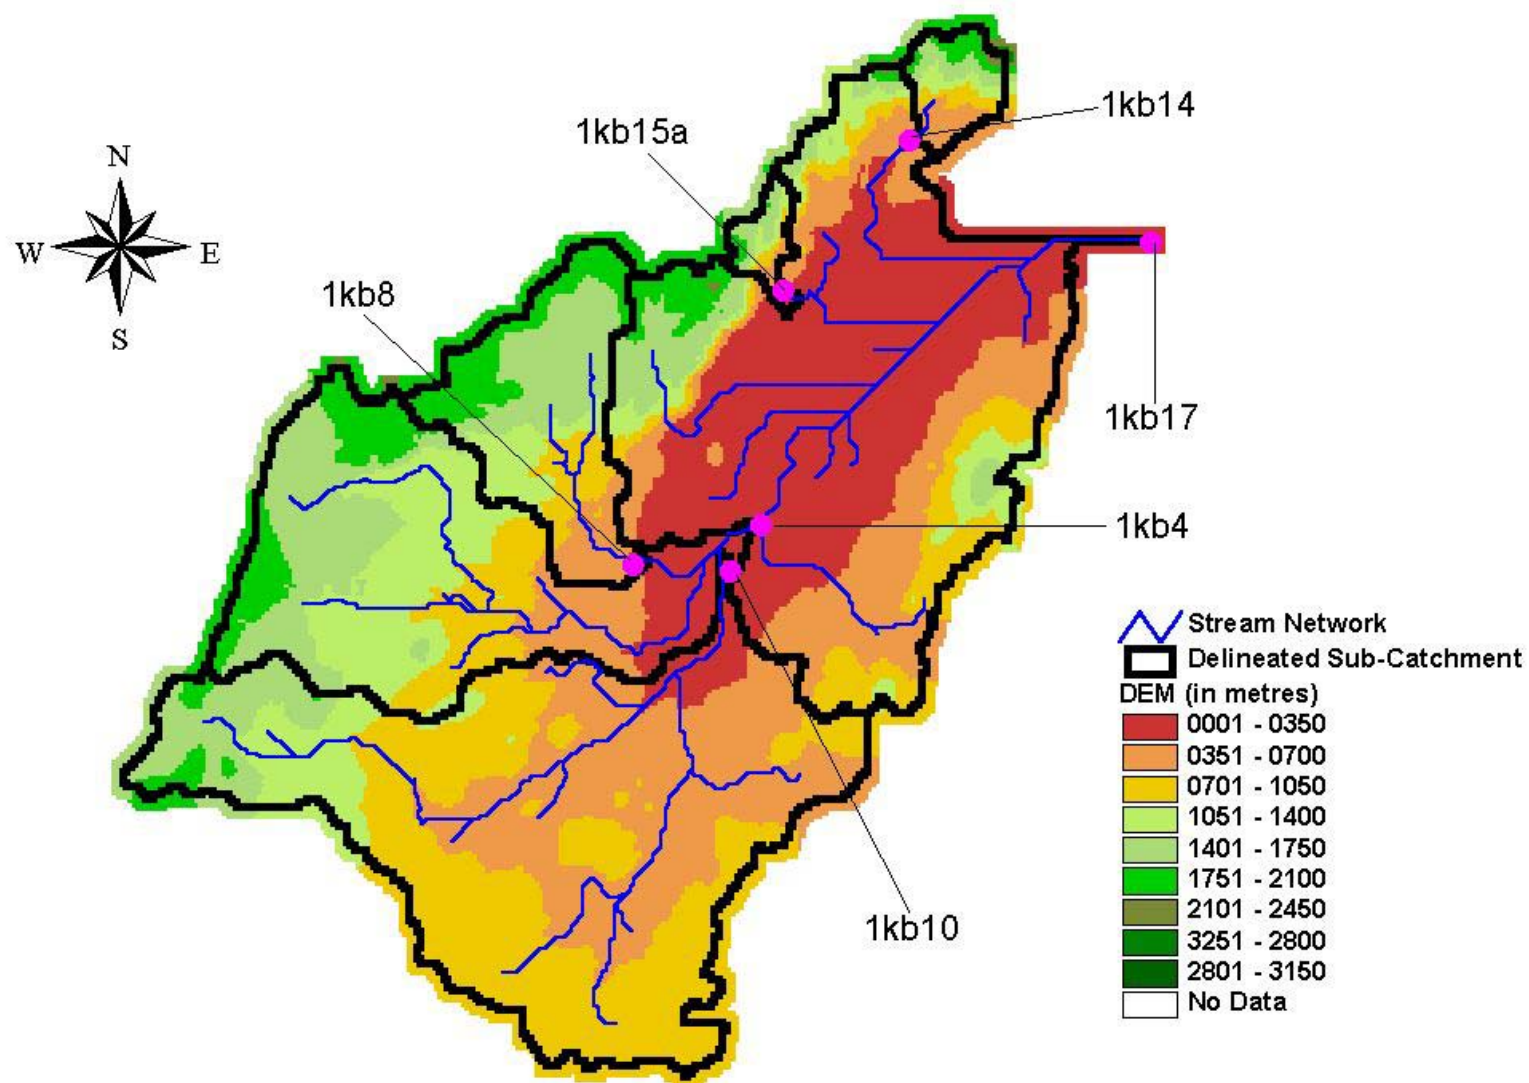 1kb14
1kb15a
N
W
E
S
1kb8
1kb17
1kb4
1kb10
Stream Network
Delineated Sub-Catchment
DEM (in metres)
0001 - 0350
0351 - 0700
0701 - 1050
1051 - 1400
1401 - 1750
1751 - 2100
2101 - 2450
3251 - 2800
2801 - 3150
No Data